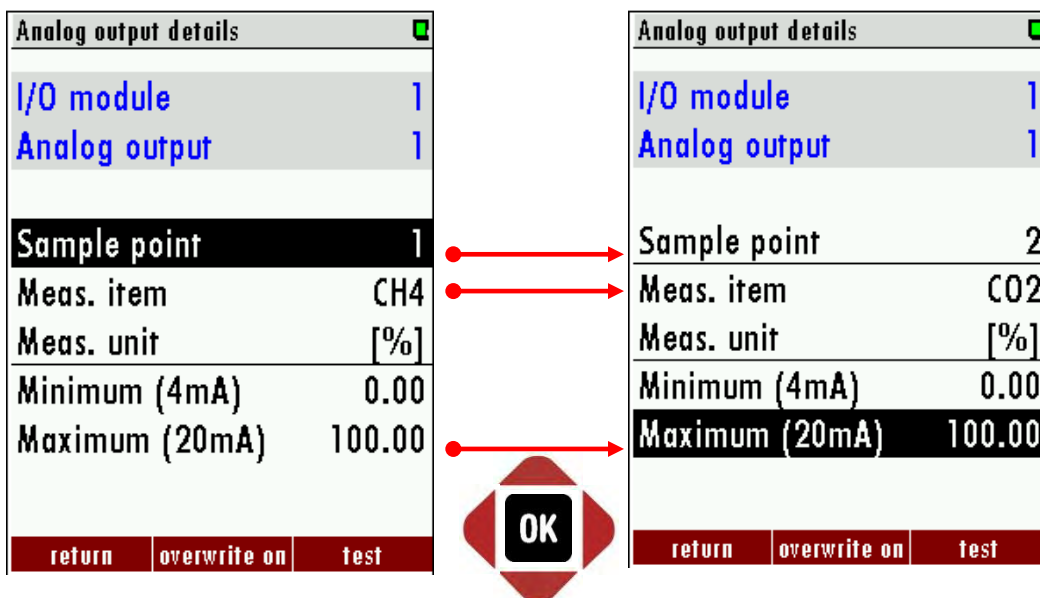 Analog output details
I/O module 1
Analog output 1
Sample point 1
Meas. item CH4
Meas. unit [%]
Minimum (4mA) 0.00
Maximum (20mA) 100.00
return overwrite on test
OK
Analog output details
I/O module 1
Analog output 1
Sample point 2
Meas. item CO2
Meas. unit [%]
Minimum (4mA) 0.00
Maximum (20mA) 100.00
return overwrite on test